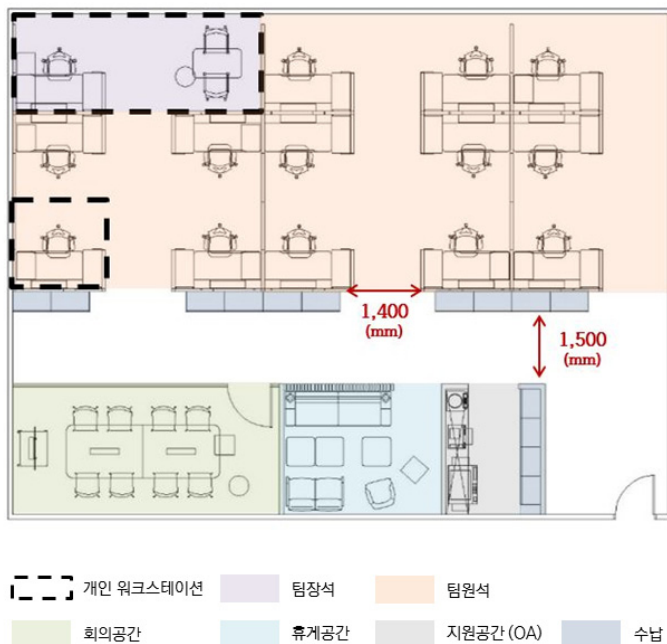 1,400
(mm)
1,500
(mm)
개인 워크스테이션
팀장석
팀원석
회의공간
휴게공간
지원공간(OA)
수납